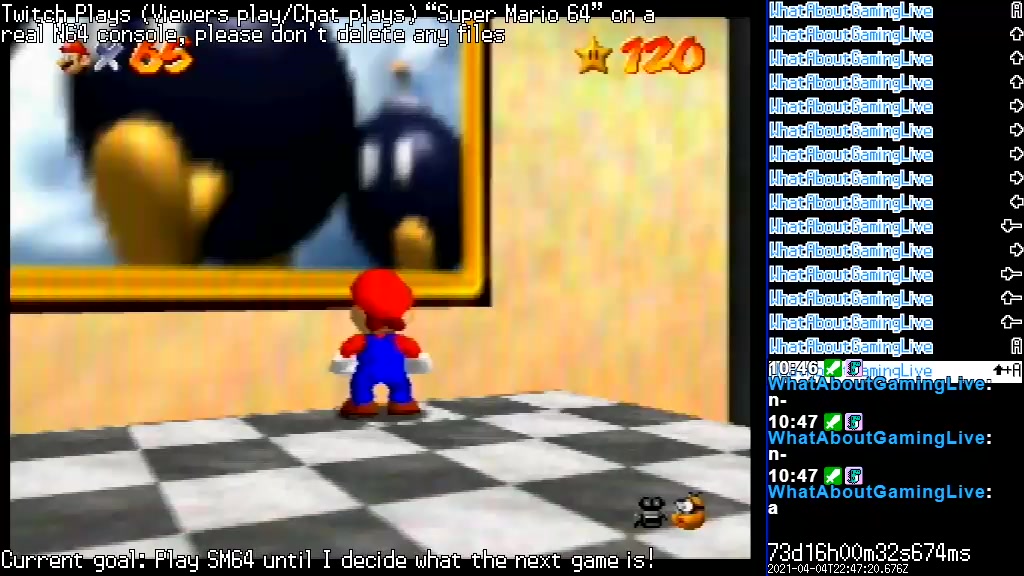 Twitch Plays (Viewers play/Chat plays) “Super Mario 64” on a
real N64 console, please don't delete any files
65
120
Current goal: Play SM64 until I decide what the next game is!
WhatAboutGamingLive A
WhatAboutGamingLive
WhatAboutGamingLive
WhatAboutGamingLive
WhatAboutGamingLive
WhatAboutGamingLive
WhatAboutGamingLive
WhatAboutGamingLive
WhatAboutGamingLive
WhatAboutGamingLive
WhatAboutGamingLive
WhatAboutGamingLive
WhatAboutGamingLive
WhatAboutGamingLive
WhatAboutGamingLive A
10:46 GamingLive +A
WhatAboutGamingLive:
n-
10:47
WhatAboutGamingLive:
n-
10:47
WhatAboutGamingLive:
a
73d16h00m32s674ms
2021-04-04T22:47:20.676Z